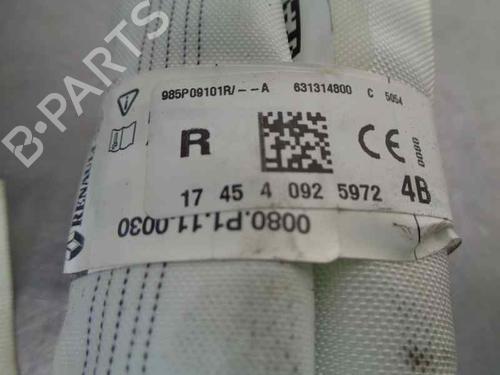 985P09101R/--A 631314800 C 5054
R
CE
0080
17 45 4 092 5972 4B
0080.P1.11.0030
RENAULT
B-PARTS